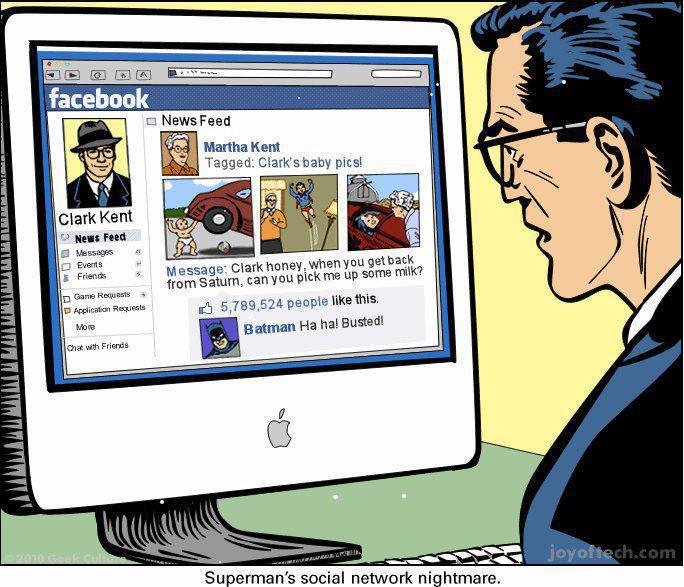 facebook
News Feed
Martha Kent
Tagged: Clark's baby pics!
Clark Kent
News Feed
Messages
Events
Friends
Game Requests
Application Requests
More
Chat with Friends
Message: Clark honey, when you get back
from Saturn, can you pick me up some milk?
5,789,524 people like this.
Batman Ha ha! Busted!
©2010 Geek Culture
joyoftech.com
Superman's social network nightmare.